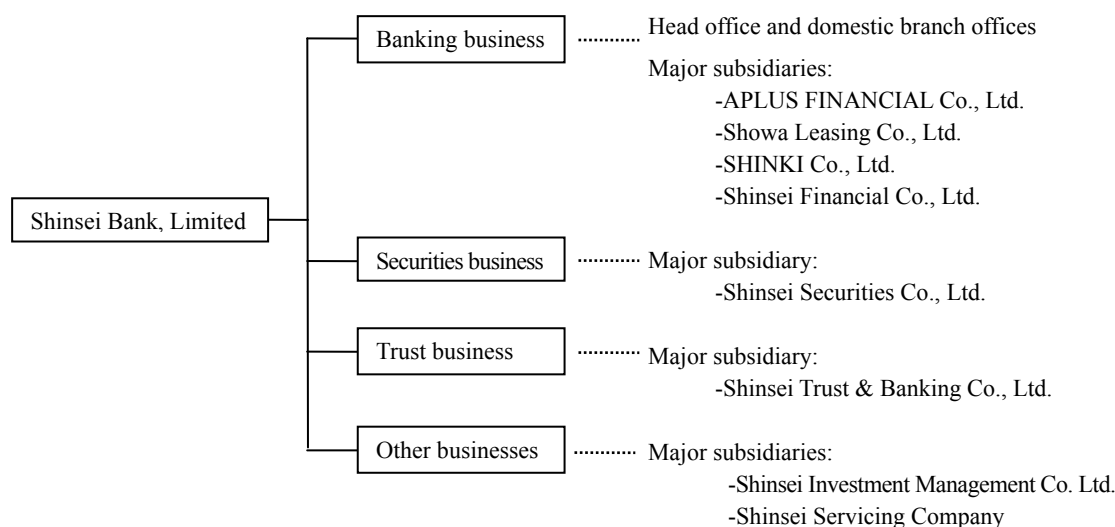 Shinsei Bank, Limited
Banking business
Head office and domestic branch offices
Major subsidiaries:
-APLUS FINANCIAL Co., Ltd.
-Showa Leasing Co., Ltd.
-SHINKI Co., Ltd.
-Shinsei Financial Co., Ltd.
Securities business
Major subsidiary:
-Shinsei Securities Co., Ltd.
Trust business
Major subsidiary:
-Shinsei Trust & Banking Co., Ltd.
Other businesses
Major subsidiaries:
-Shinsei Investment Management Co. Ltd.
-Shinsei Servicing Company